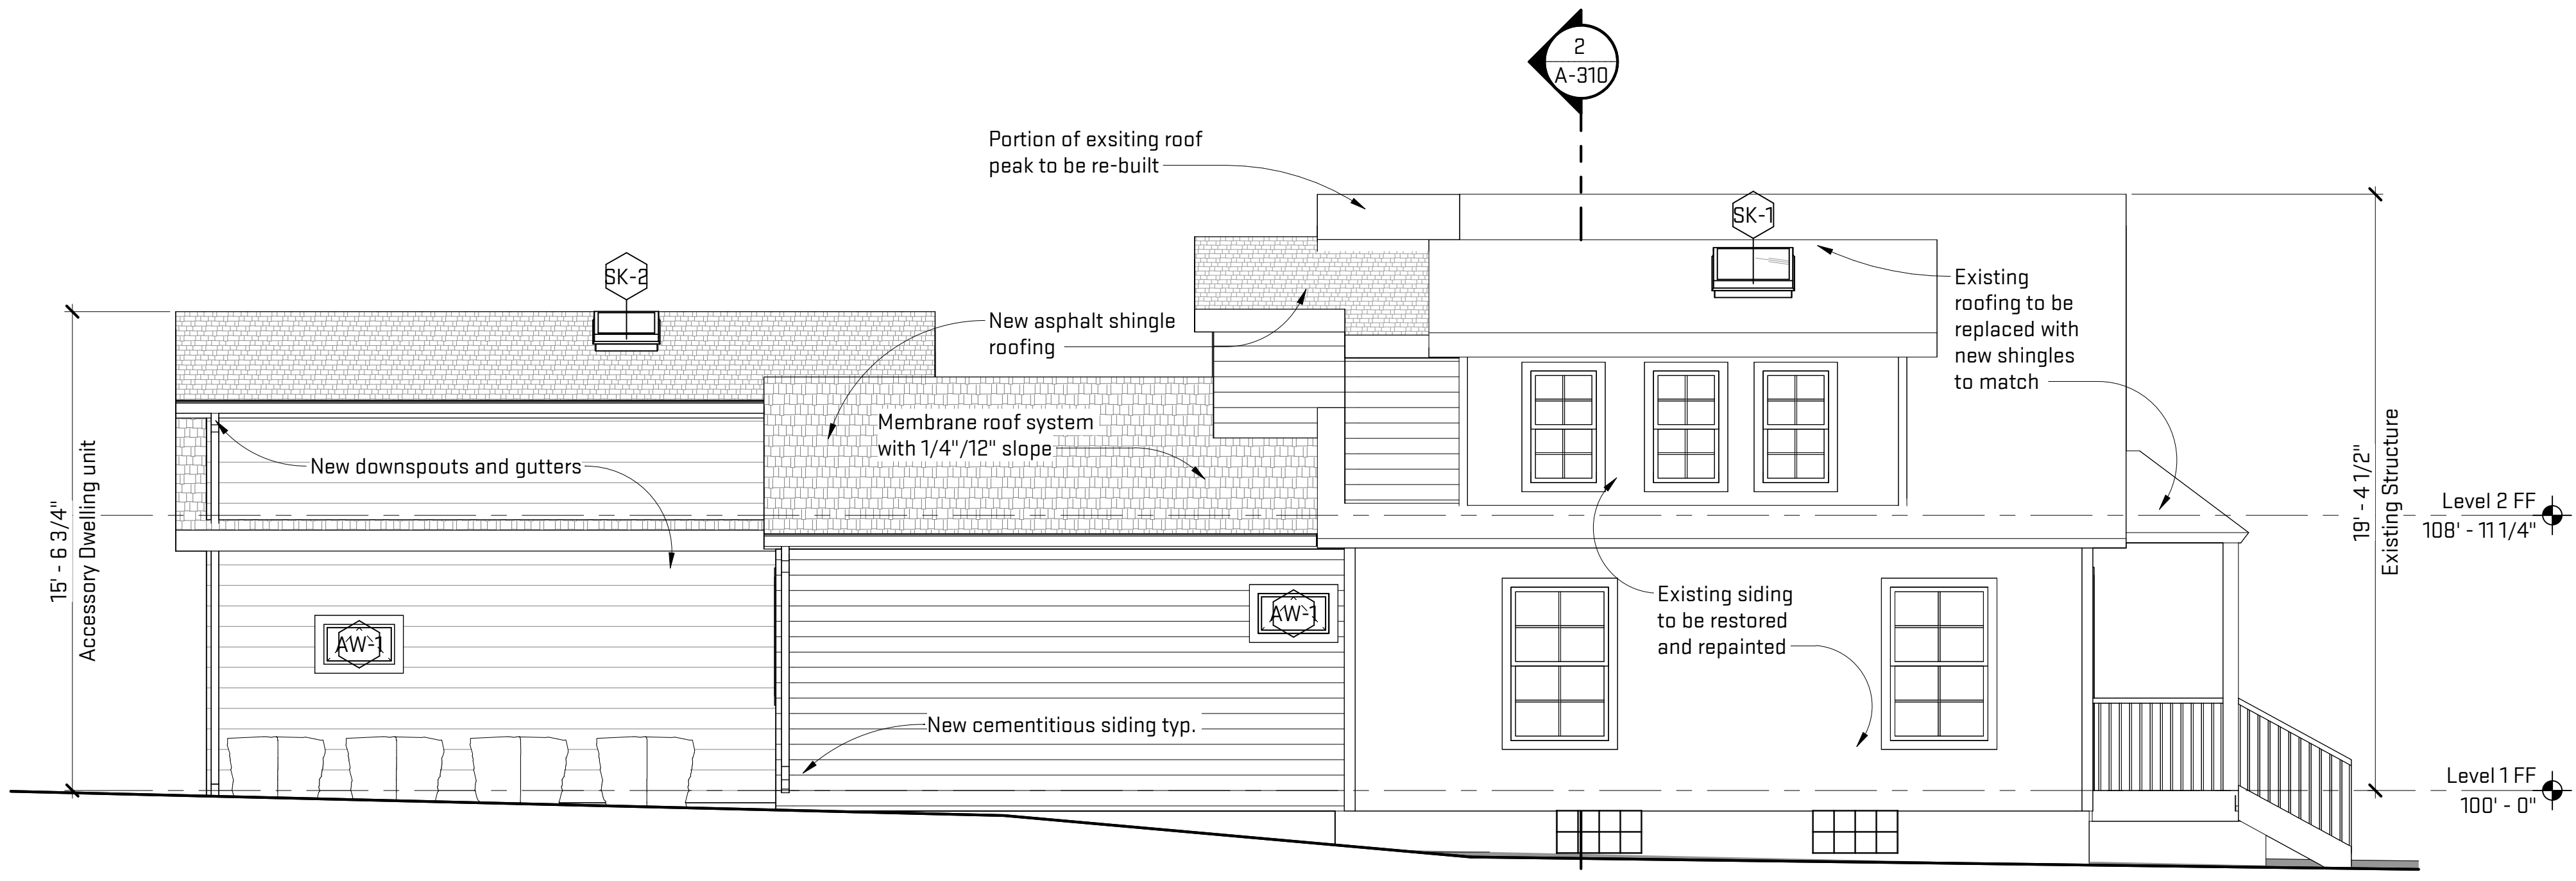 2
A-310
Portion of exsiting roof
peak to be re-built
SK-1
SK-2
Existing
roofing to be
replaced with
new shingles
to match
New asphalt shingle
roofing
Membrane roof system
with 1/4"/12" slope
New downspouts and gutters
15' - 6 3/4"
Accessory Dwelling unit
19' - 4 1/2"
Existing Structure
Level 2 FF
108' - 11 1/4"
Existing siding
to be restored
and repainted
AW-1
AW-1
New cementitious siding typ.
Level 1 FF
100' - 0"